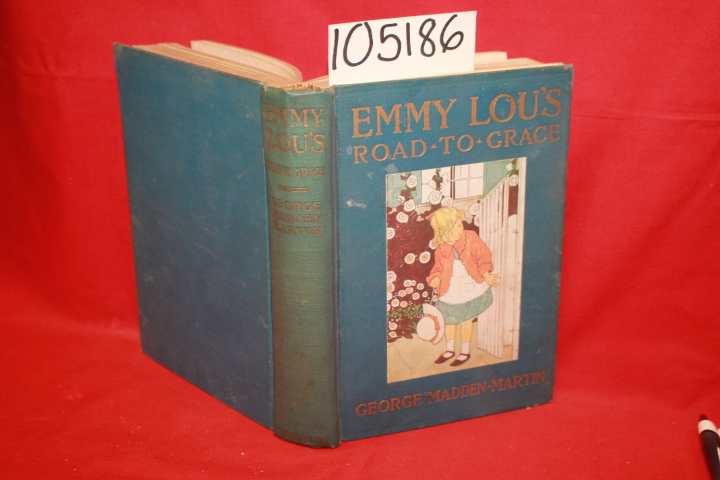 105186
EMMY
LOU'S
ROAD TO GRACE
GEORGE
MADDEN
MARTIN
EMMY LOU'S
ROAD·TO·GRACE
GEORGE·MADDEN·MARTIN